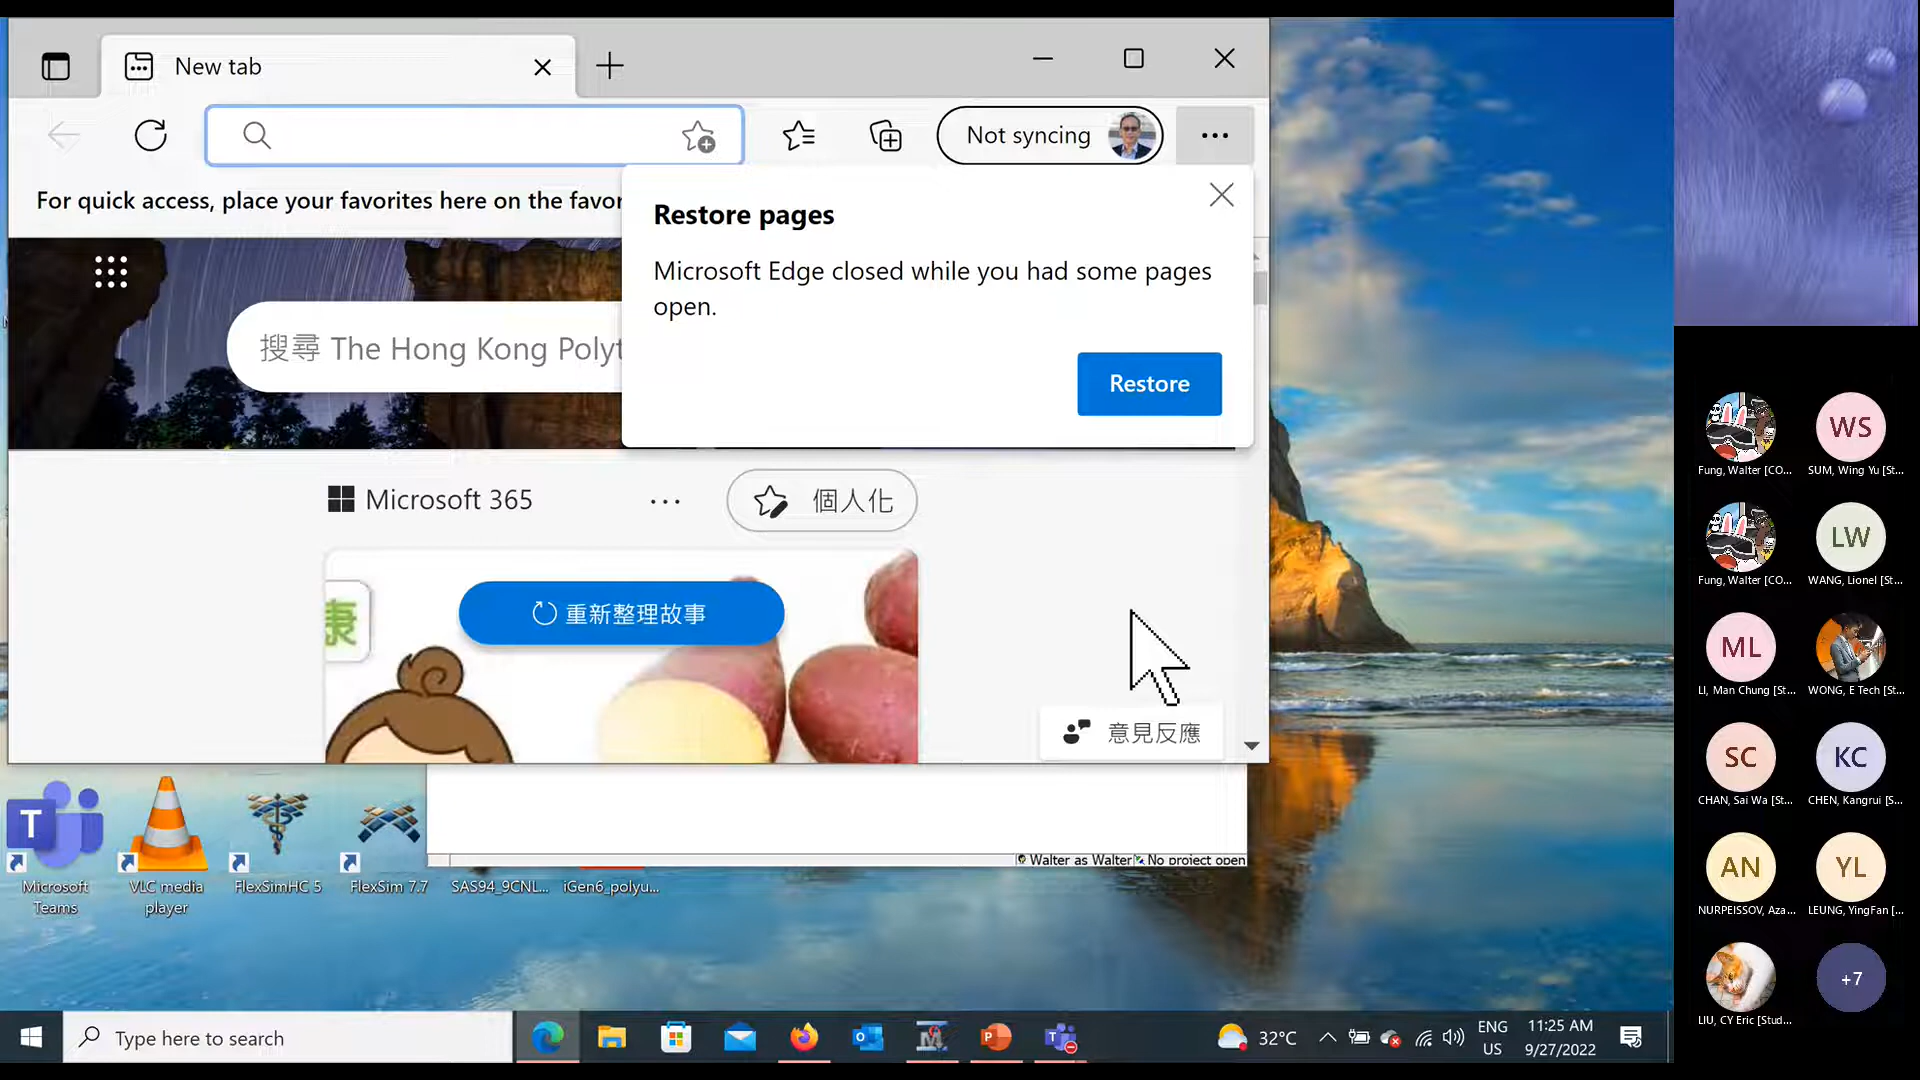 New tab
Not syncing
For quick access, place your favorites here on the favor
Restore pages
Microsoft Edge closed while you had some pages
open.
Restore
搜尋 The Hong Kong Polyt
Microsoft 365
個人化
康
重新整理故事
意見反應
Walter as Walter No project open
Microsoft
Teams
VLC media
player
FlexSimHC 5
FlexSim 7.7
SAS94_9CNL...
iGen6_polyu...
Type here to search
32°C
ENG
US
11:25 AM
9/27/2022
Fung, Walter [CO...
WS
SUM, Wing Yu [St...
Fung, Walter [CO...
LW
WANG, Lionel [St...
ML
LI, Man Chung [St...
WONG, E Tech [St...
SC
CHAN, Sai Wa [St...
KC
CHEN, Kangrui [S...
AN
NURPEISSOV, Aza...
YL
LEUNG, YingFan [...
LIU, CY Eric [Stud...
+7